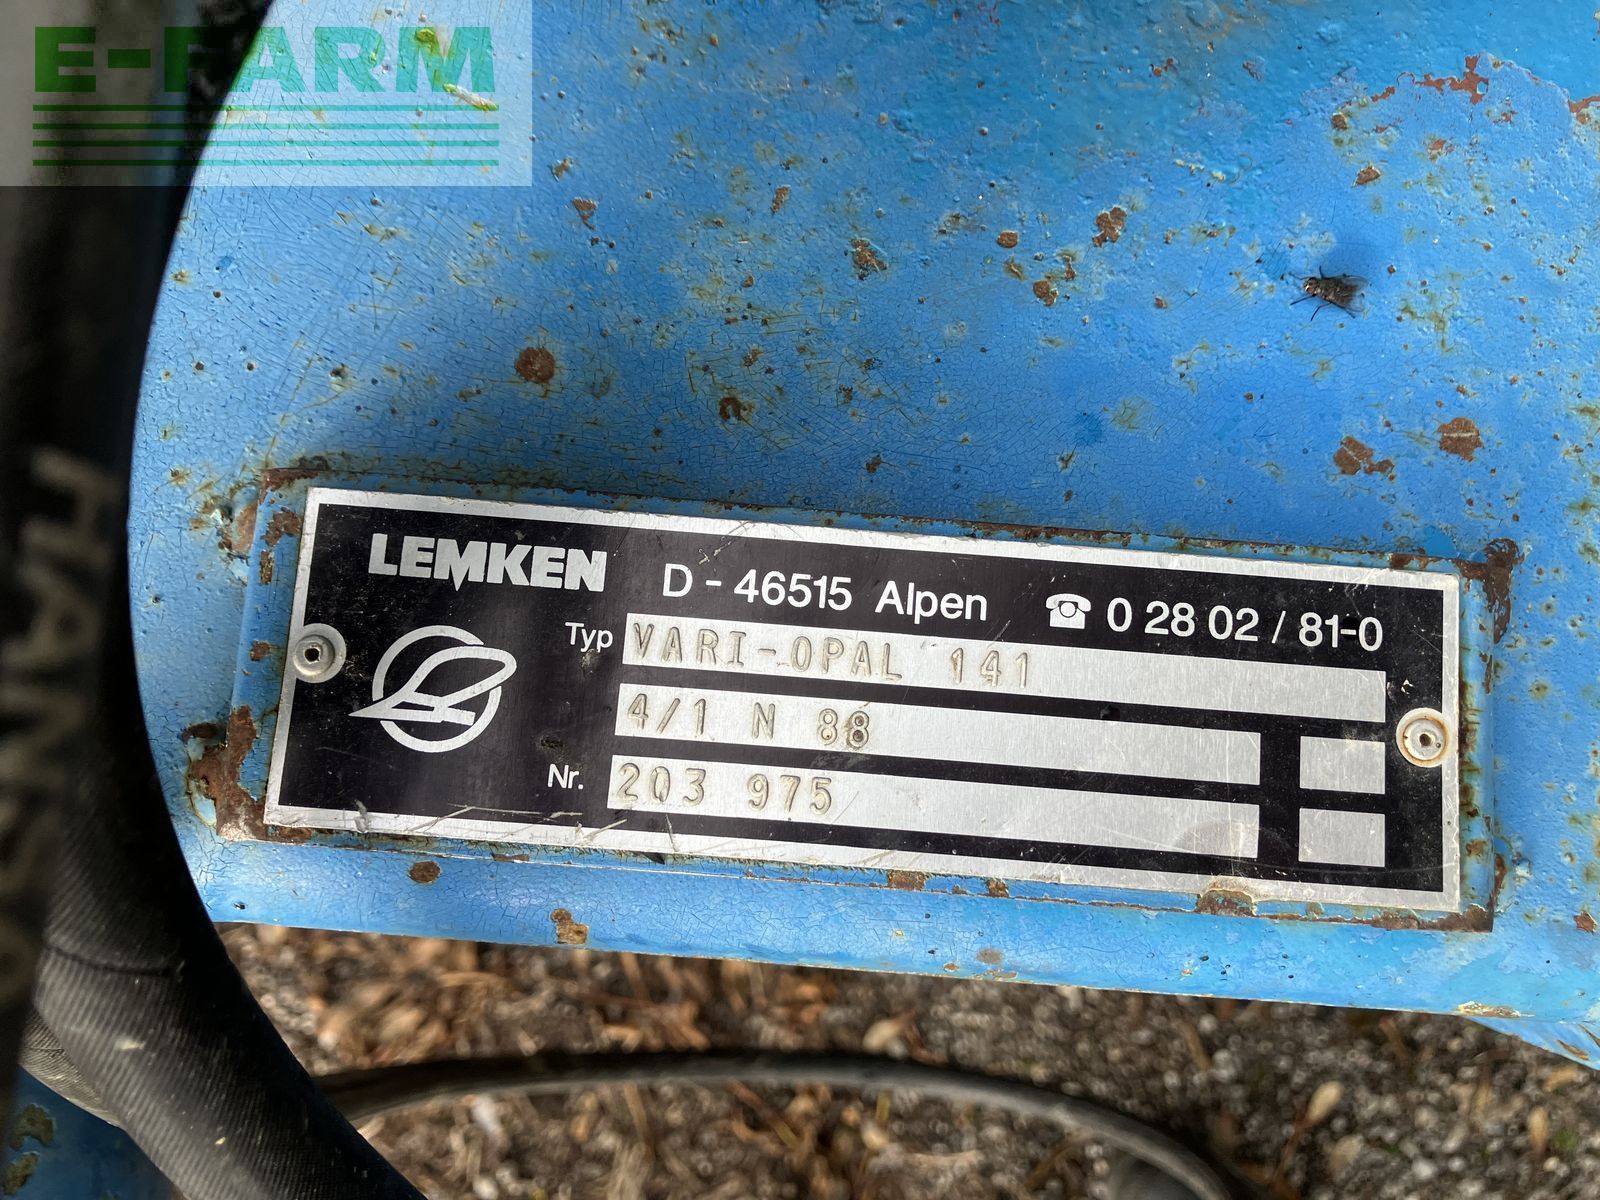 E-FARM
LEMKEN
D - 46515 Alpen ☎ 0 28 02 / 81-0
Typ VARI-OPAL 141
4/1 N 88
Nr. 203 975